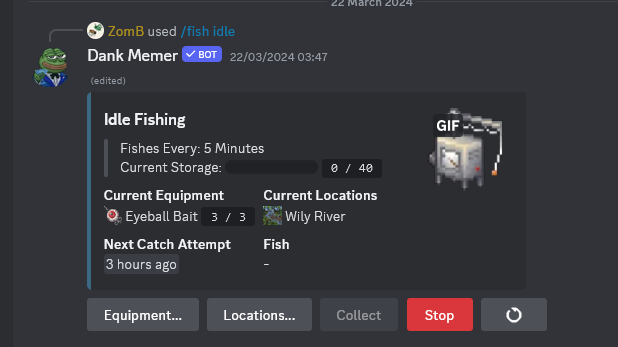 22 March 2024
ZomB used /fish idle
Dank Memer ✓ BOT 22/03/2024 03:47
(edited)
Idle Fishing
GIF
Fishes Every: 5 Minutes
Current Storage: 0 / 40
Current Equipment Current Locations
Eyeball Bait 3 / 3 Wily River
Next Catch Attempt Fish
3 hours ago -
Equipment... Locations... Collect Stop